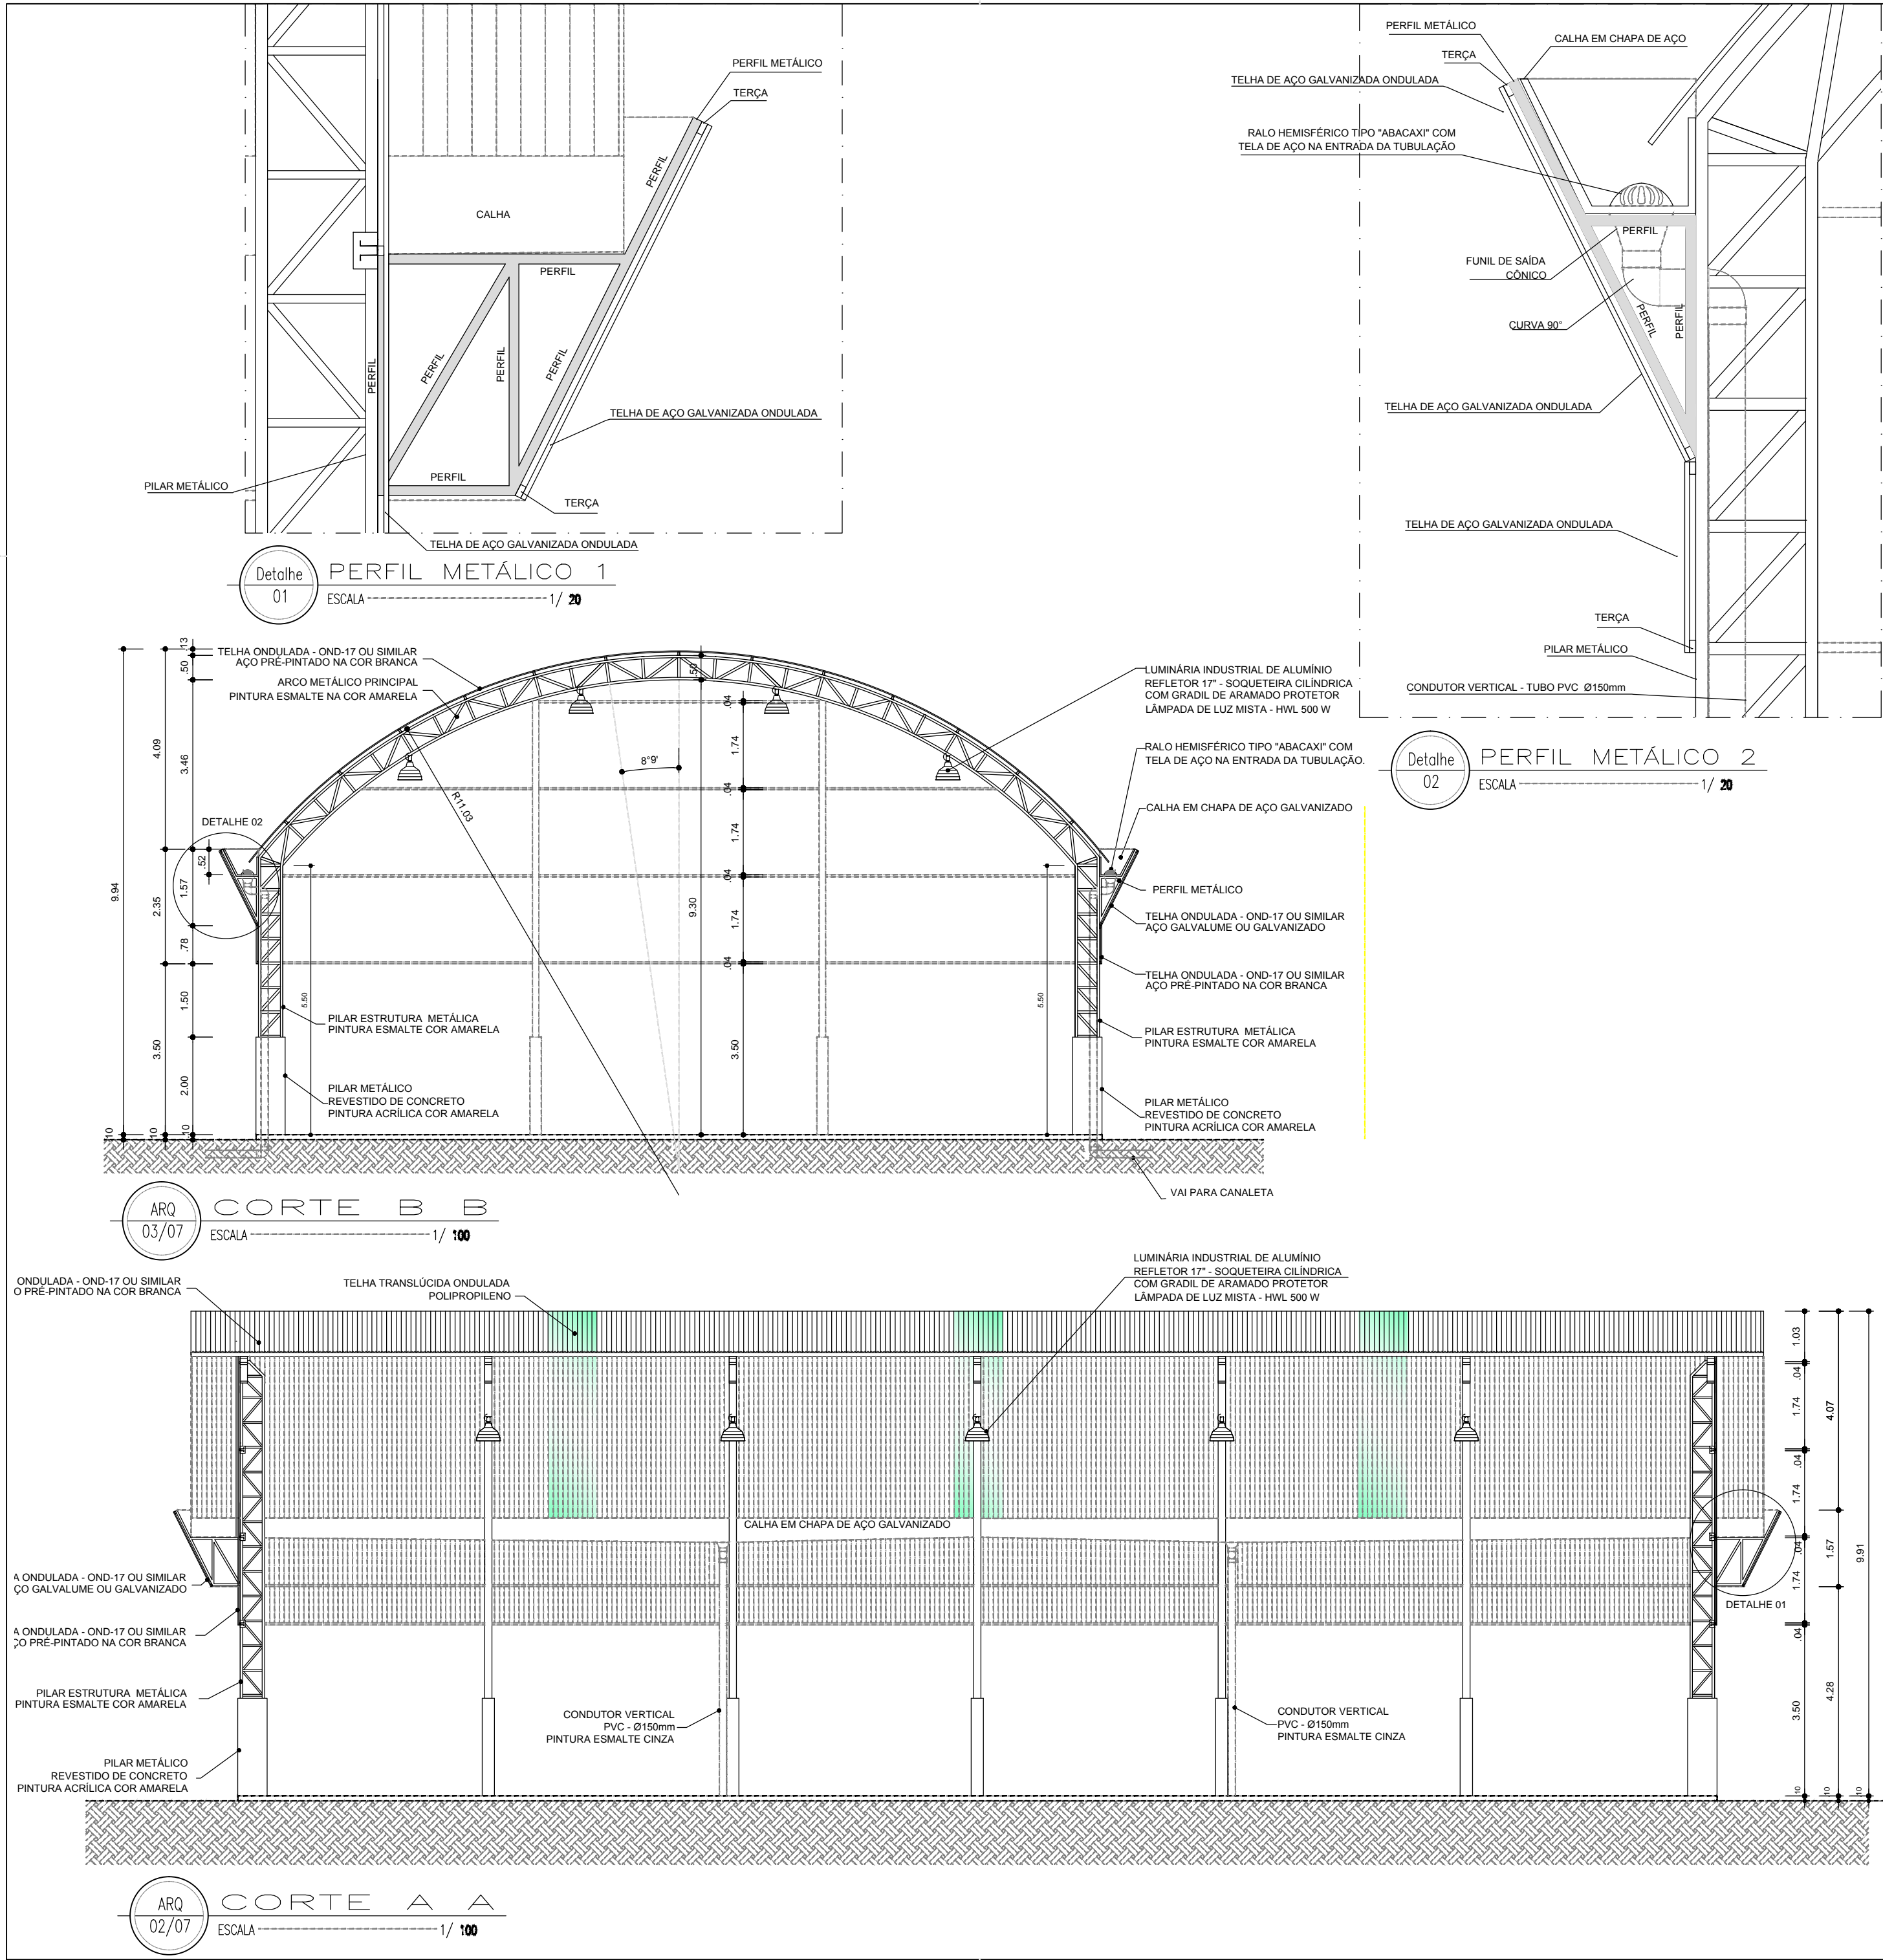 PERFIL METÁLICO
TERÇA
PERFIL
CALHA
PERFIL
PERFIL
PERFIL
PERFIL
PERFIL
TELHA DE AÇO GALVANIZADA ONDULADA
PERFIL
PILAR METÁLICO
TERÇA
TELHA DE AÇO GALVANIZADA ONDULADA
Detalhe
01
PERFIL METÁLICO 1
ESCALA 1/ 20
PERFIL METÁLICO
CALHA EM CHAPA DE AÇO
TERÇA
TELHA DE AÇO GALVANIZADA ONDULADA
RALO HEMISFÉRICO TIPO "ABACAXI" COM
TELA DE AÇO NA ENTRADA DA TUBULAÇÃO
PERFIL
FUNIL DE SAÍDA
CÔNICO
CURVA 90°
PERFIL
PERFIL
TELHA DE AÇO GALVANIZADA ONDULADA
TELHA DE AÇO GALVANIZADA ONDULADA
TERÇA
PILAR METÁLICO
CONDUTOR VERTICAL - TUBO PVC Ø150mm
Detalhe
02
PERFIL METÁLICO 2
ESCALA 1/ 20
TELHA ONDULADA - OND-17 OU SIMILAR
AÇO PRÉ-PINTADO NA COR BRANCA
ARCO METÁLICO PRINCIPAL
PINTURA ESMALTE NA COR AMARELA
LUMINÁRIA INDUSTRIAL DE ALUMÍNIO
REFLETOR 17" - SOQUETEIRA CILÍNDRICA
COM GRADIL DE ARAMADO PROTETOR
LÂMPADA DE LUZ MISTA - HWL 500 W
RALO HEMISFÉRICO TIPO "ABACAXI" COM
TELA DE AÇO NA ENTRADA DA TUBULAÇÃO.
CALHA EM CHAPA DE AÇO GALVANIZADO
PERFIL METÁLICO
TELHA ONDULADA - OND-17 OU SIMILAR
AÇO GALVALUME OU GALVANIZADO
TELHA ONDULADA - OND-17 OU SIMILAR
AÇO PRÉ-PINTADO NA COR BRANCA
PILAR ESTRUTURA METÁLICA
PINTURA ESMALTE COR AMARELA
PILAR METÁLICO
REVESTIDO DE CONCRETO
PINTURA ACRÍLICA COR AMARELA
VAI PARA CANALETA
DETALHE 02
PILAR ESTRUTURA METÁLICA
PINTURA ESMALTE COR AMARELA
PILAR METÁLICO
REVESTIDO DE CONCRETO
PINTURA ACRÍLICA COR AMARELA
8°9'
R11.03
9.94
10
4.09
2.35
3.50
10
.13
.50
3.46
1.57
.78
1.50
2.00
10
.52
5.50
.50
9.30
.04
1.74
.04
1.74
.04
1.74
.04
3.50
5.50
ARQ
03/07
CORTE B B
ESCALA 1/ 100
ONDULADA - OND-17 OU SIMILAR
O PRÉ-PINTADO NA COR BRANCA
TELHA TRANSLÚCIDA ONDULADA
POLIPROPILENO
LUMINÁRIA INDUSTRIAL DE ALUMÍNIO
REFLETOR 17" - SOQUETEIRA CILÍNDRICA
COM GRADIL DE ARAMADO PROTETOR
LÂMPADA DE LUZ MISTA - HWL 500 W
CALHA EM CHAPA DE AÇO GALVANIZADO
A ONDULADA - OND-17 OU SIMILAR
ÇO GALVALUME OU GALVANIZADO
A ONDULADA - OND-17 OU SIMILAR
ÇO PRÉ-PINTADO NA COR BRANCA
PILAR ESTRUTURA METÁLICA
PINTURA ESMALTE COR AMARELA
PILAR METÁLICO
REVESTIDO DE CONCRETO
PINTURA ACRÍLICA COR AMARELA
CONDUTOR VERTICAL
PVC - Ø150mm
PINTURA ESMALTE CINZA
CONDUTOR VERTICAL
PVC - Ø150mm
PINTURA ESMALTE CINZA
DETALHE 01
1.03
.04
1.74
.04
1.74
.04
1.74
.04
3.50
10
4.07
1.57
4.28
10
9.91
10
ARQ
02/07
CORTE A A
ESCALA 1/ 100